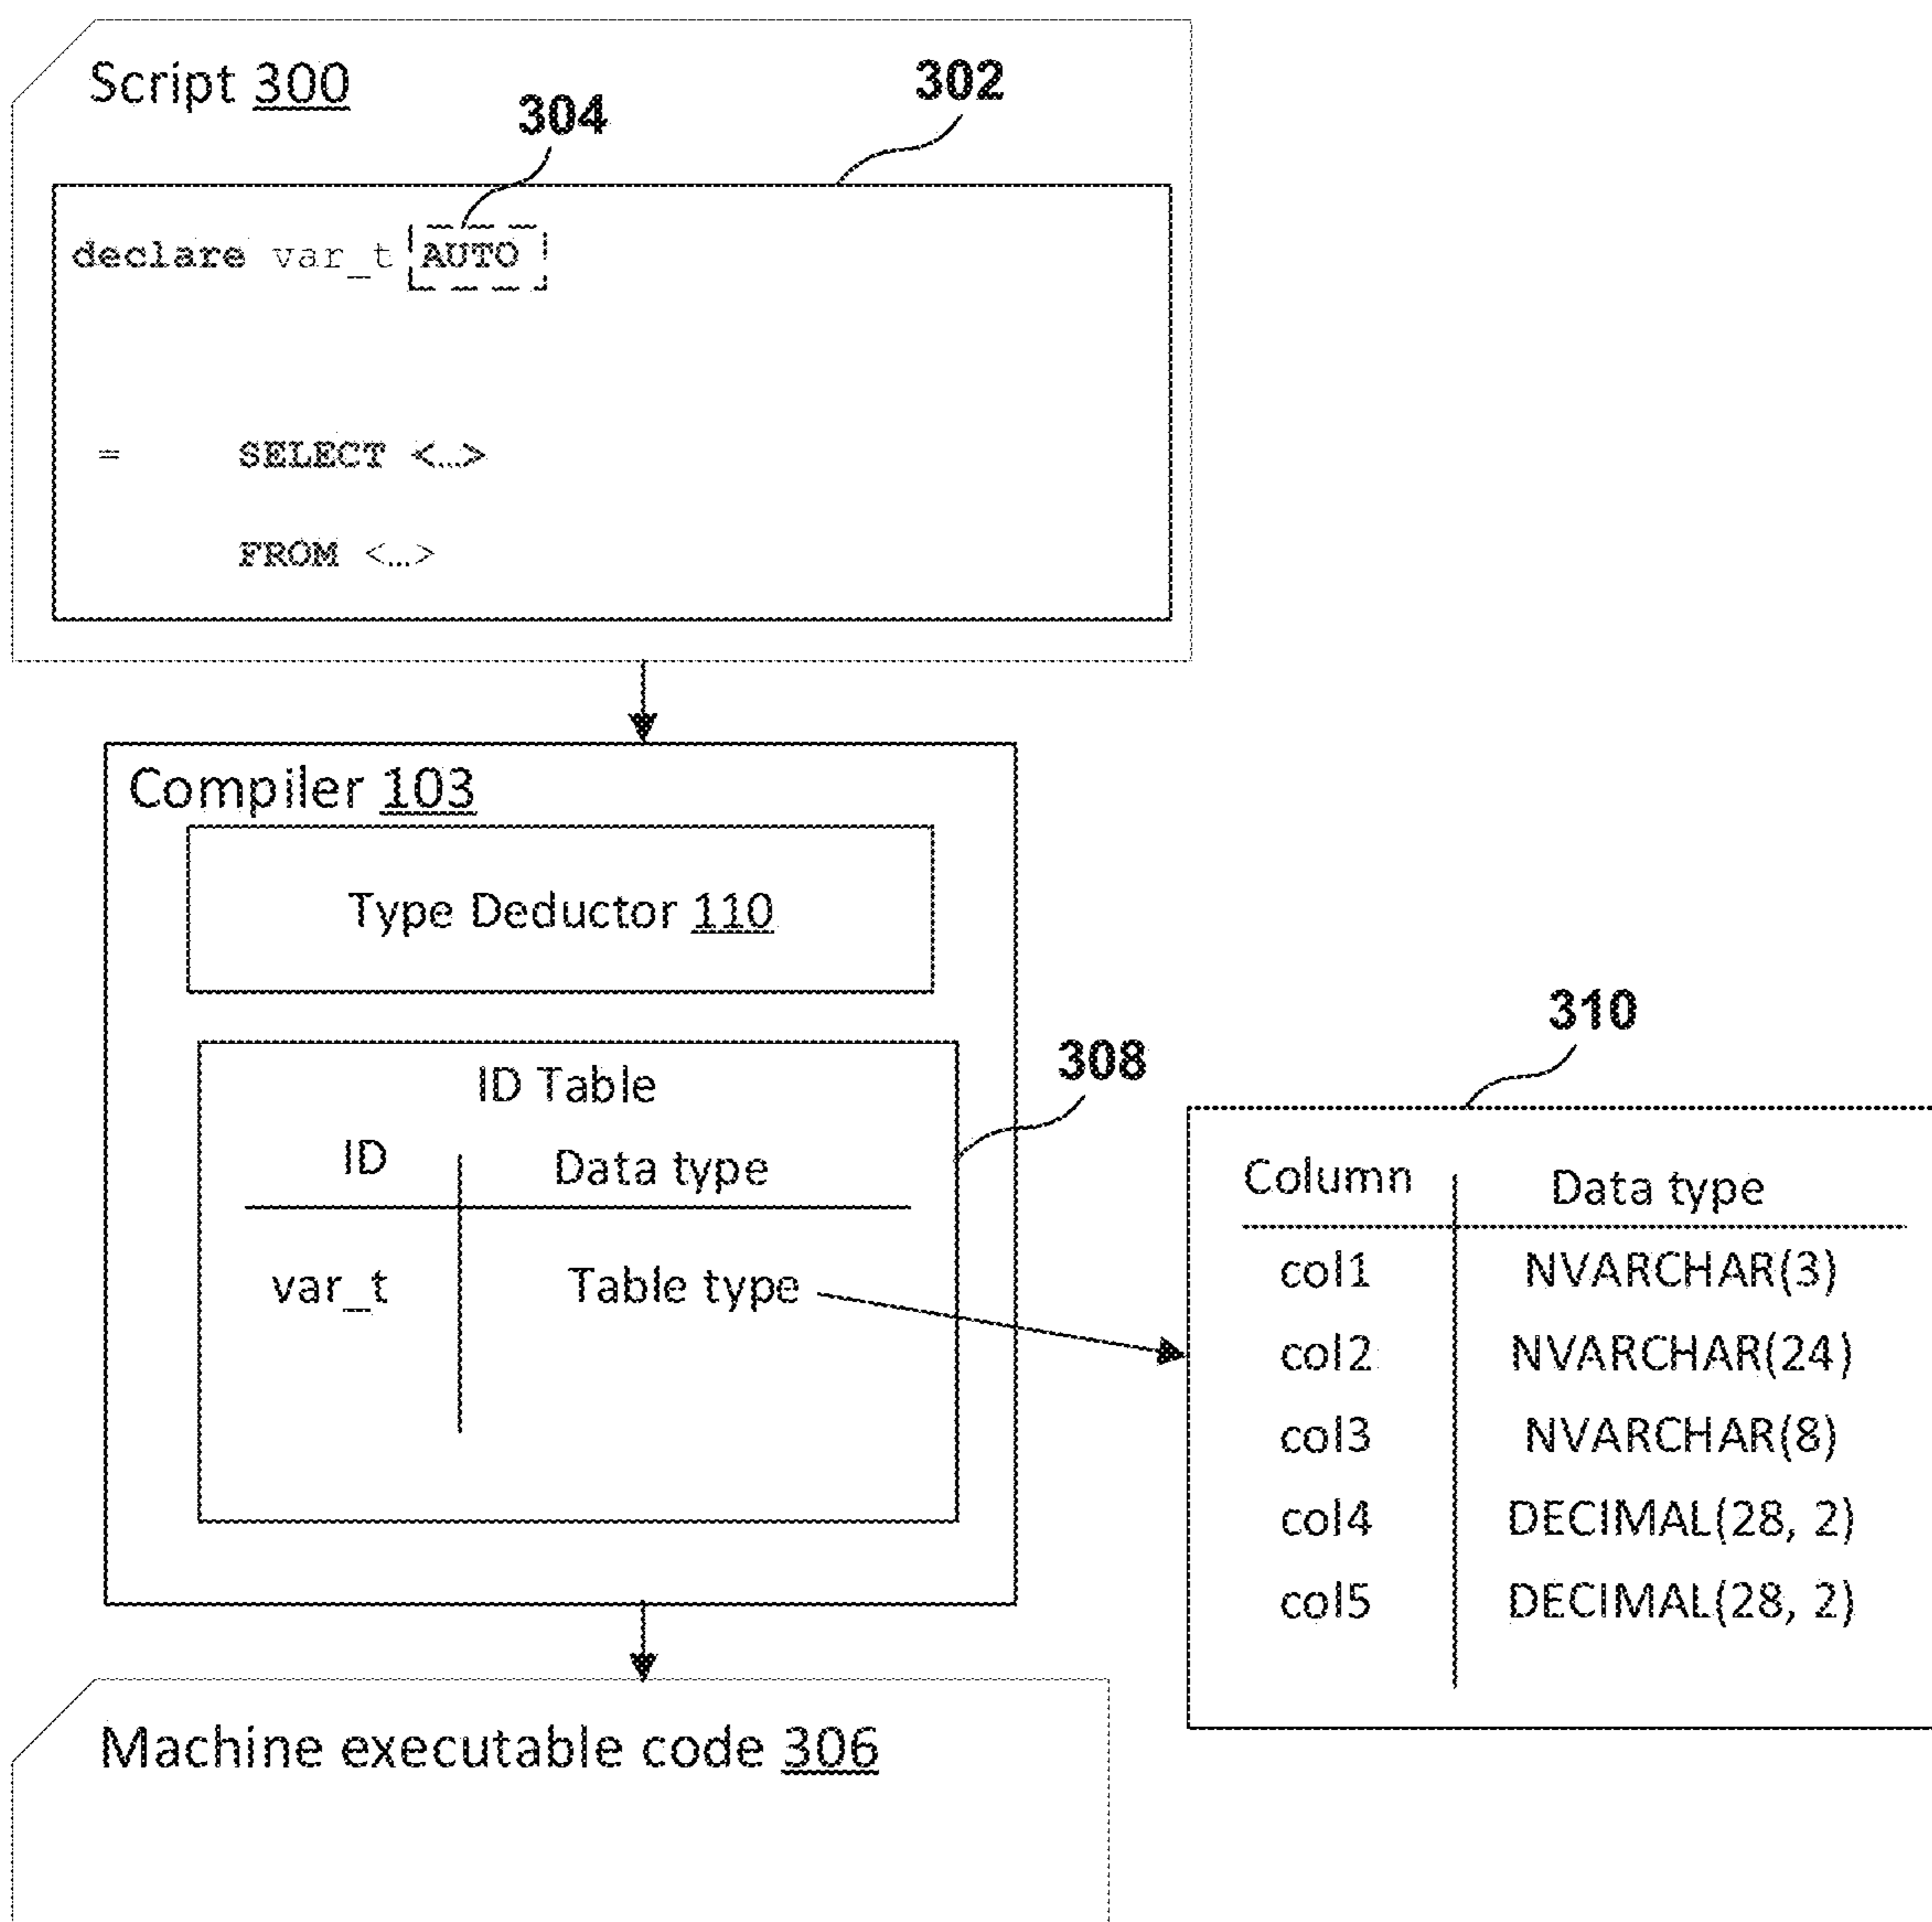 Script 300
302
304
declare var_t AUTO
= SELECT <...>
FROM <...>
Compiler 103
Type Deductor 110
310
308
ID Table
ID Data type
var_t Table type
Column Data type
col1 NVARCHAR(3)
col2 NVARCHAR(24)
col3 NVARCHAR(8)
col4 DECIMAL(28, 2)
col5 DECIMAL(28, 2)
Machine executable code 306